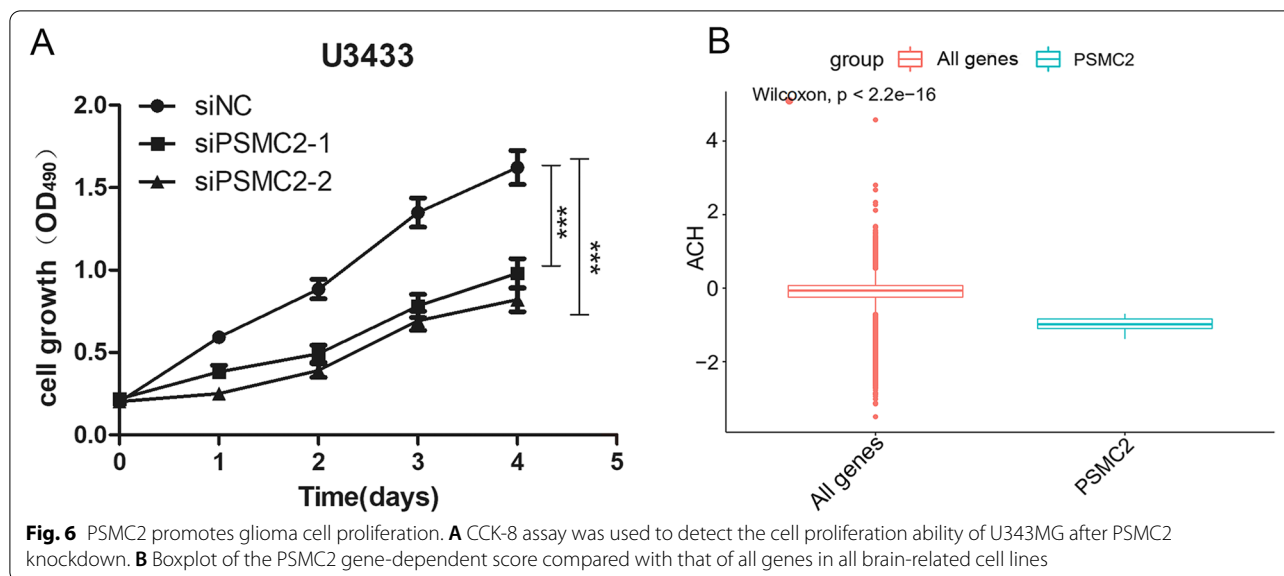 A
U3433
siNC
siPSMC2-1
siPSMC2-2
cell growth（OD490）
2.0
1.5
1.0
0.5
0.0
0 1 2 3 4 5
Time(days)
***
***
B
group All genes PSMC2
Wilcoxon, p < 2.2e−16
ACH
4
2
0
−2
All genes
PSMC2
Fig. 6 PSMC2 promotes glioma cell proliferation. A CCK-8 assay was used to detect the cell proliferation ability of U343MG after PSMC2
knockdown. B Boxplot of the PSMC2 gene-dependent score compared with that of all genes in all brain-related cell lines